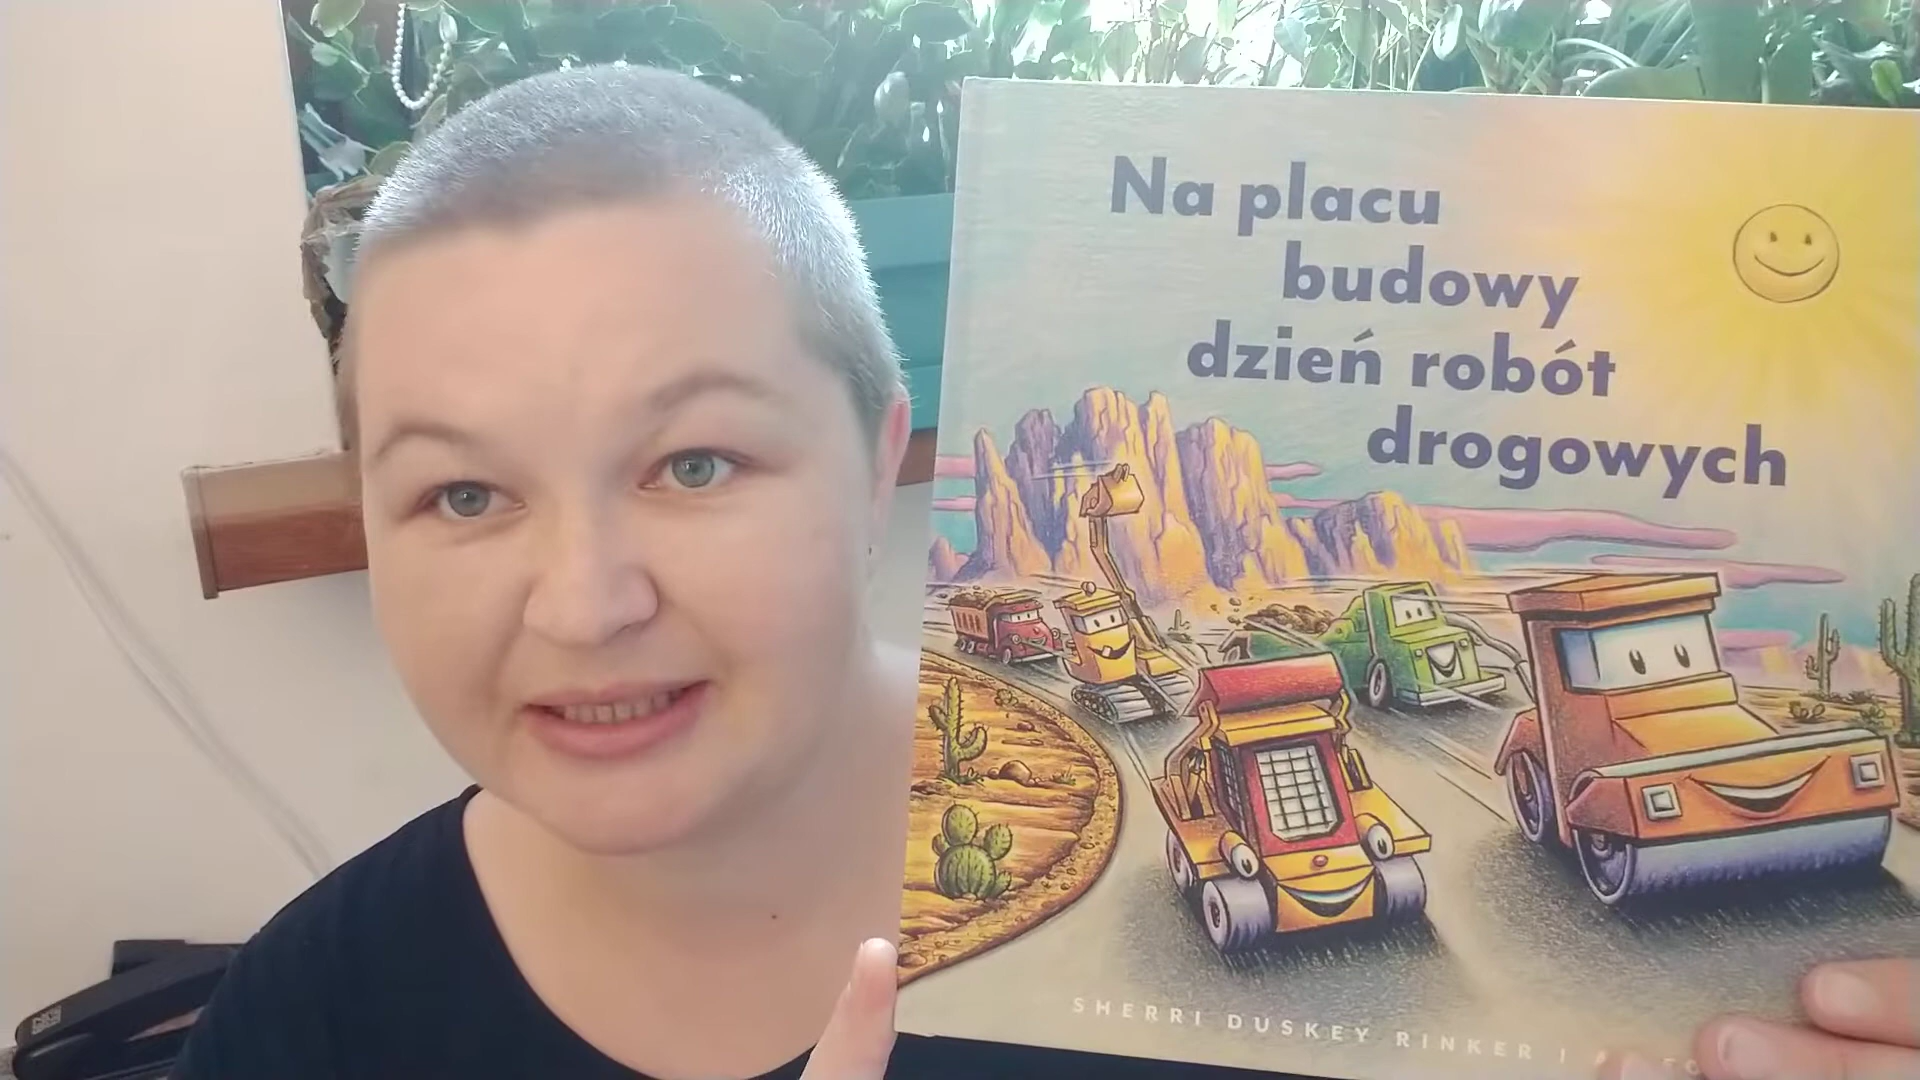 Na placu
budowy
dzień robót
drogowych
SHERRI DUSKEY RINKER |